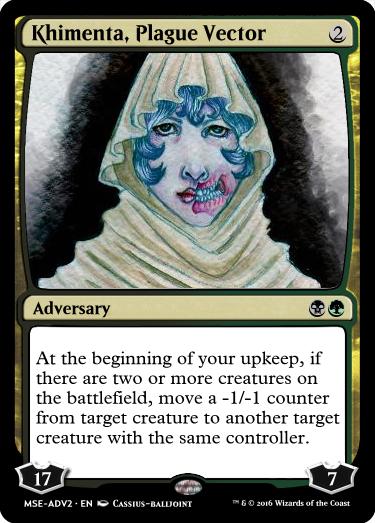 Khimenta, Plague Vector 2
Adversary
At the beginning of your upkeep, if
there are two or more creatures on
the battlefield, move a -1/-1 counter
from target creature to another target
creature with the same controller.
17
7
MSE-ADV2 · EN Cassius-balljoint
™ & © 2016 Wizards of the Coast